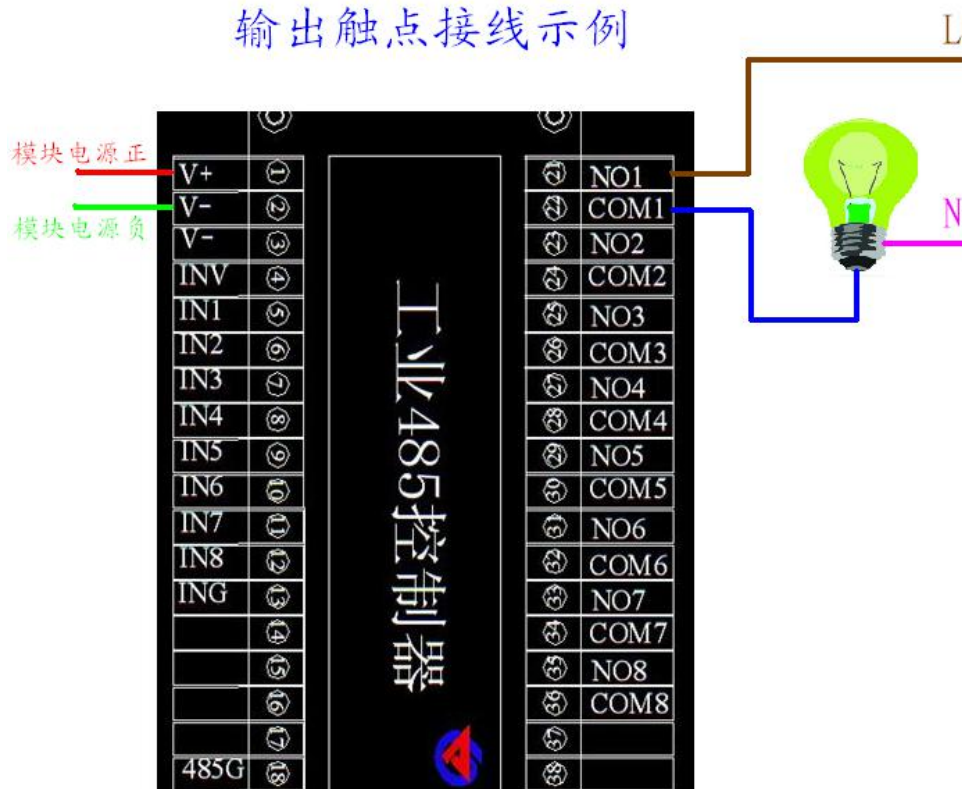 输出触点接线示例
L
模块电源正
模块电源负
N
V+ 1
V- 2
V- 3
INV 4
IN1 5
IN2 6
IN3 7
IN4 8
IN5 9
IN6 10
IN7 11
IN8 12
ING 13
14
15
16
17
485G 18
工业485控制器
21 NO1
22 COM1
23 NO2
24 COM2
25 NO3
26 COM3
27 NO4
28 COM4
29 NO5
30 COM5
31 NO6
32 COM6
33 NO7
34 COM7
35 NO8
36 COM8
37
38